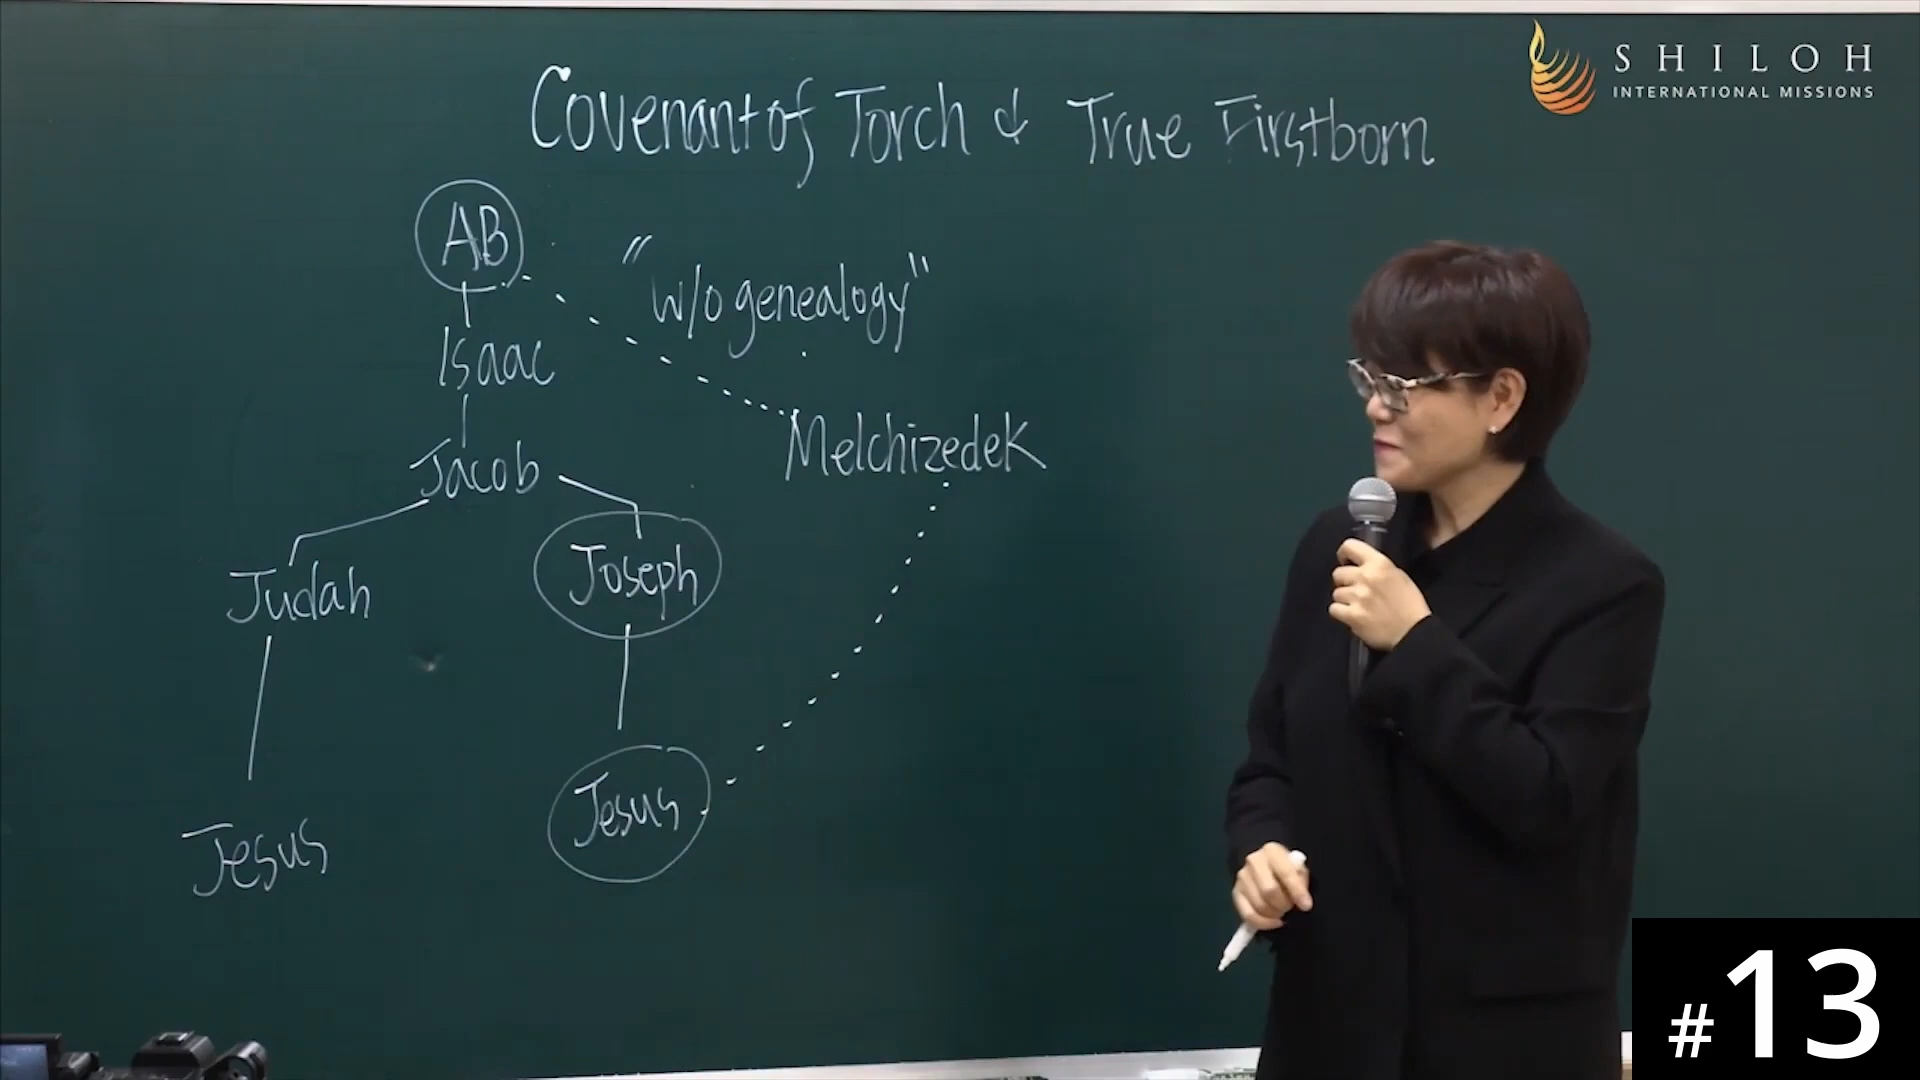 SHILOH
INTERNATIONAL MISSIONS
Covenant of Torch & True Firstborn
AB
"w/o genealogy"
Isaac
Melchizedek
Jacob
Judah
Joseph
Jesus
Jesus
#13